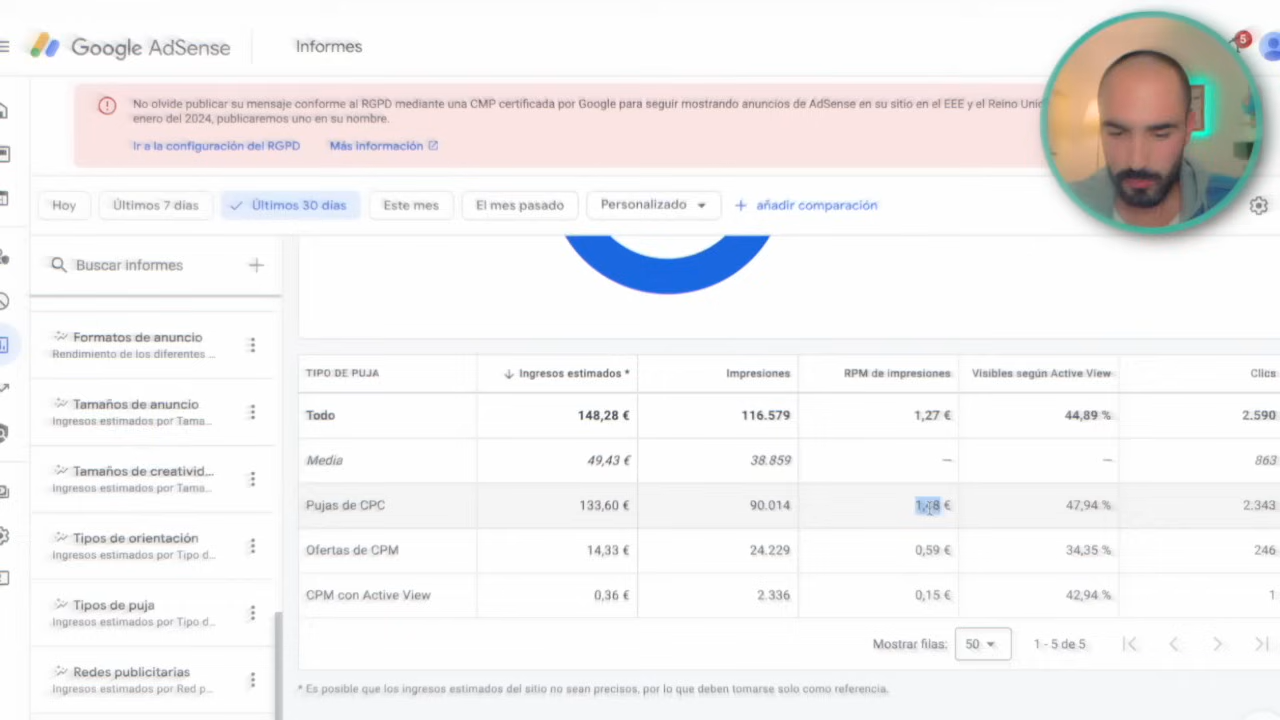 Google AdSense
Informes
5
No olvide publicar su mensaje conforme al RGPD mediante una CMP certificada por Google para seguir mostrando anuncios de AdSense en su sitio en el EEE y el Reino
enero del 2024, publicaremos uno en su nombre.
Ir a la configuración del RGPD Más información
Hoy Últimos 7 días Últimos 30 días Este mes El mes pasado Personalizado + añadir comparación
Buscar informes
Formatos de anuncio
Rendimiento de los diferentes ...
Tamaños de anuncio
Ingresos estimados por Tama...
Tamaños de creativid...
Ingresos estimados por Tama...
Tipos de orientación
Ingresos estimados por Tipo d...
Tipos de puja
Ingresos estimados por Tipo d...
Redes publicitarias
Ingresos estimados por Red p...
TIPO DE PUJA Ingresos estimados * Impresiones RPM de impresiones Visibles según Active View Clics
Todo 148,28 € 116.579 1,27 € 44,89 % 2.590
Media 49,43 € 38.859 — — 863
Pujas de CPC 133,60 € 90.014 1,48 € 47,94 % 2.343
Ofertas de CPM 14,33 € 24.229 0,59 € 34,35 % 246
CPM con Active View 0,36 € 2.336 0,15 € 42,94 % 1
Mostrar filas: 50 1 - 5 de 5
* Es posible que los ingresos estimados del sitio no sean precisos, por lo que deben tomarse solo como referencia.